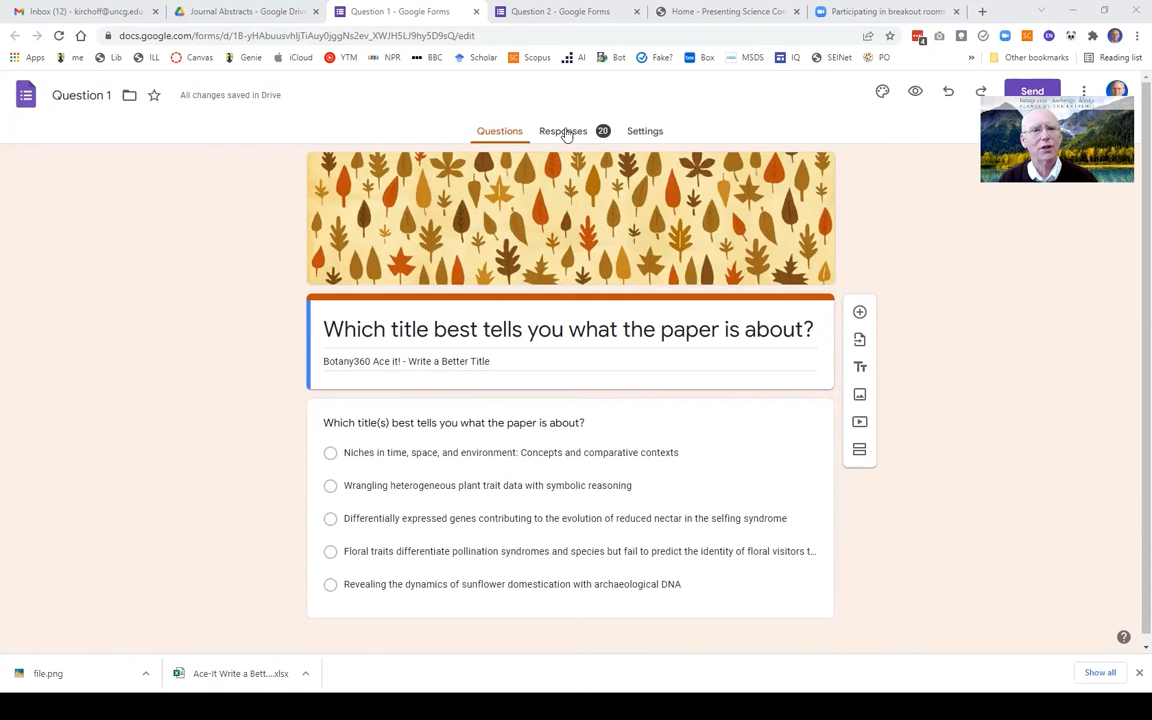 Inbox (12) - kirchoff@uncg.edu
Journal Abstracts - Google Drive
Question 1 - Google Forms
Question 2 - Google Forms
Home - Presenting Science Con
Participating in breakout rooms
docs.google.com/forms/d/1B-yHAbuusvhIjTiAuy0jggNs2ev_XWJH5LJ9hy5D9sQ/edit
Apps me Lib ILL Canvas Genie iCloud YTM NPR BBC Scholar Scopus AI Bot Fake? Box MSDS IQ SEINet PO » Other bookmarks Reading list
Question 1
All changes saved in Drive
Send
Questions Responses 20 Settings
Which title best tells you what the paper is about?
Botany360 Ace it! - Write a Better Title
Which title(s) best tells you what the paper is about?
Niches in time, space, and environment: Concepts and comparative contexts
Wrangling heterogeneous plant trait data with symbolic reasoning
Differentially expressed genes contributing to the evolution of reduced nectar in the selfing syndrome
Floral traits differentiate pollination syndromes and species but fail to predict the identity of floral visitors t...
Revealing the dynamics of sunflower domestication with archaeological DNA
file.png
Ace-It Write a Bett....xlsx
Show all